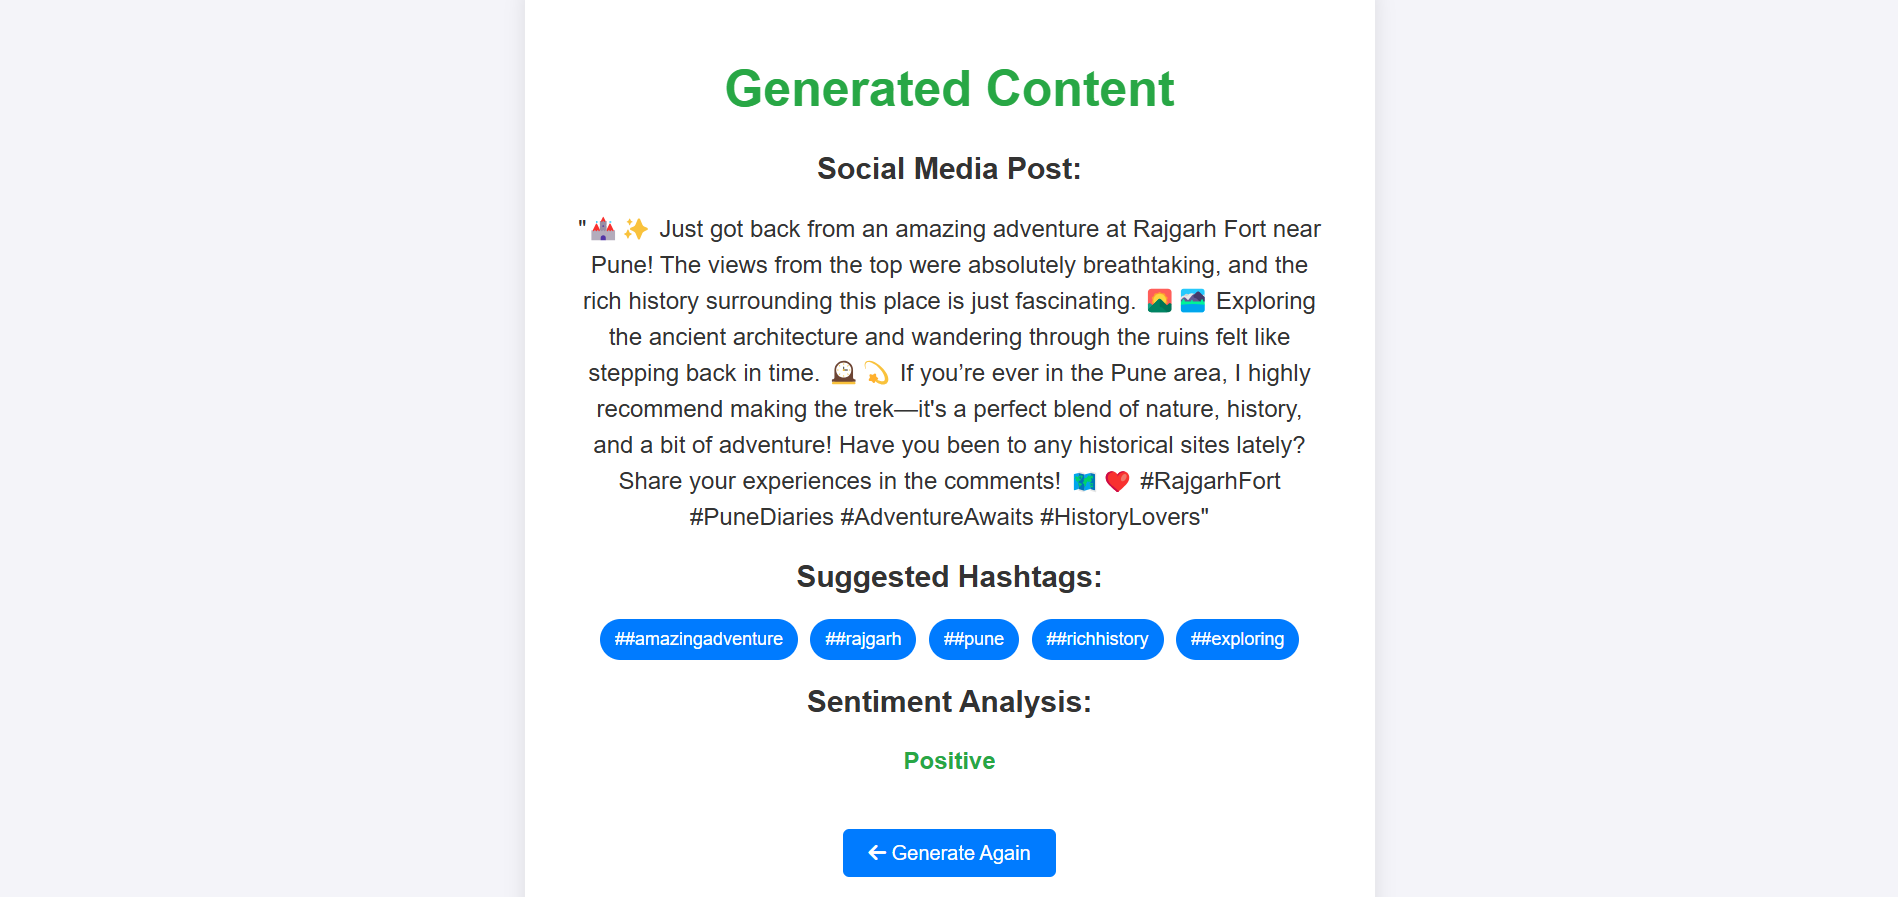 Generated Content
Social Media Post:
"🏰✨ Just got back from an amazing adventure at Rajgarh Fort near
Pune! The views from the top were absolutely breathtaking, and the
rich history surrounding this place is just fascinating. 🌄🏞️ Exploring
the ancient architecture and wandering through the ruins felt like
stepping back in time. 🕰️💫 If you’re ever in the Pune area, I highly
recommend making the trek—it's a perfect blend of nature, history,
and a bit of adventure! Have you been to any historical sites lately?
Share your experiences in the comments! 🗺️❤️ #RajgarhFort
#PuneDiaries #AdventureAwaits #HistoryLovers"
Suggested Hashtags:
##amazingadventure ##rajgarh ##pune ##richhistory ##exploring
Sentiment Analysis:
Positive
← Generate Again